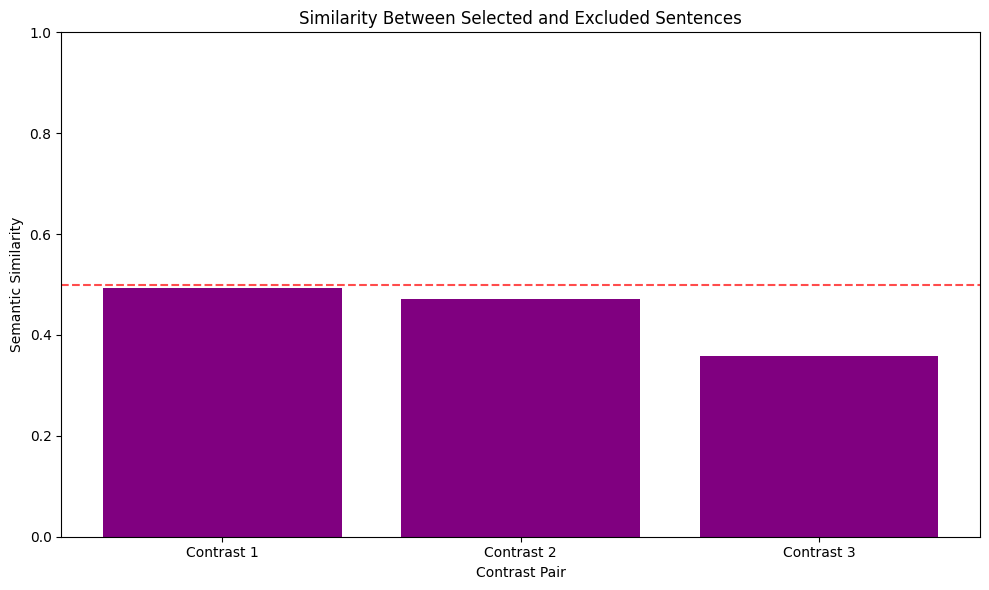 Similarity Between Selected and Excluded Sentences
1.0
0.8
0.6
0.4
0.2
0.0
Semantic Similarity
Contrast 1
Contrast 2
Contrast 3
Contrast Pair